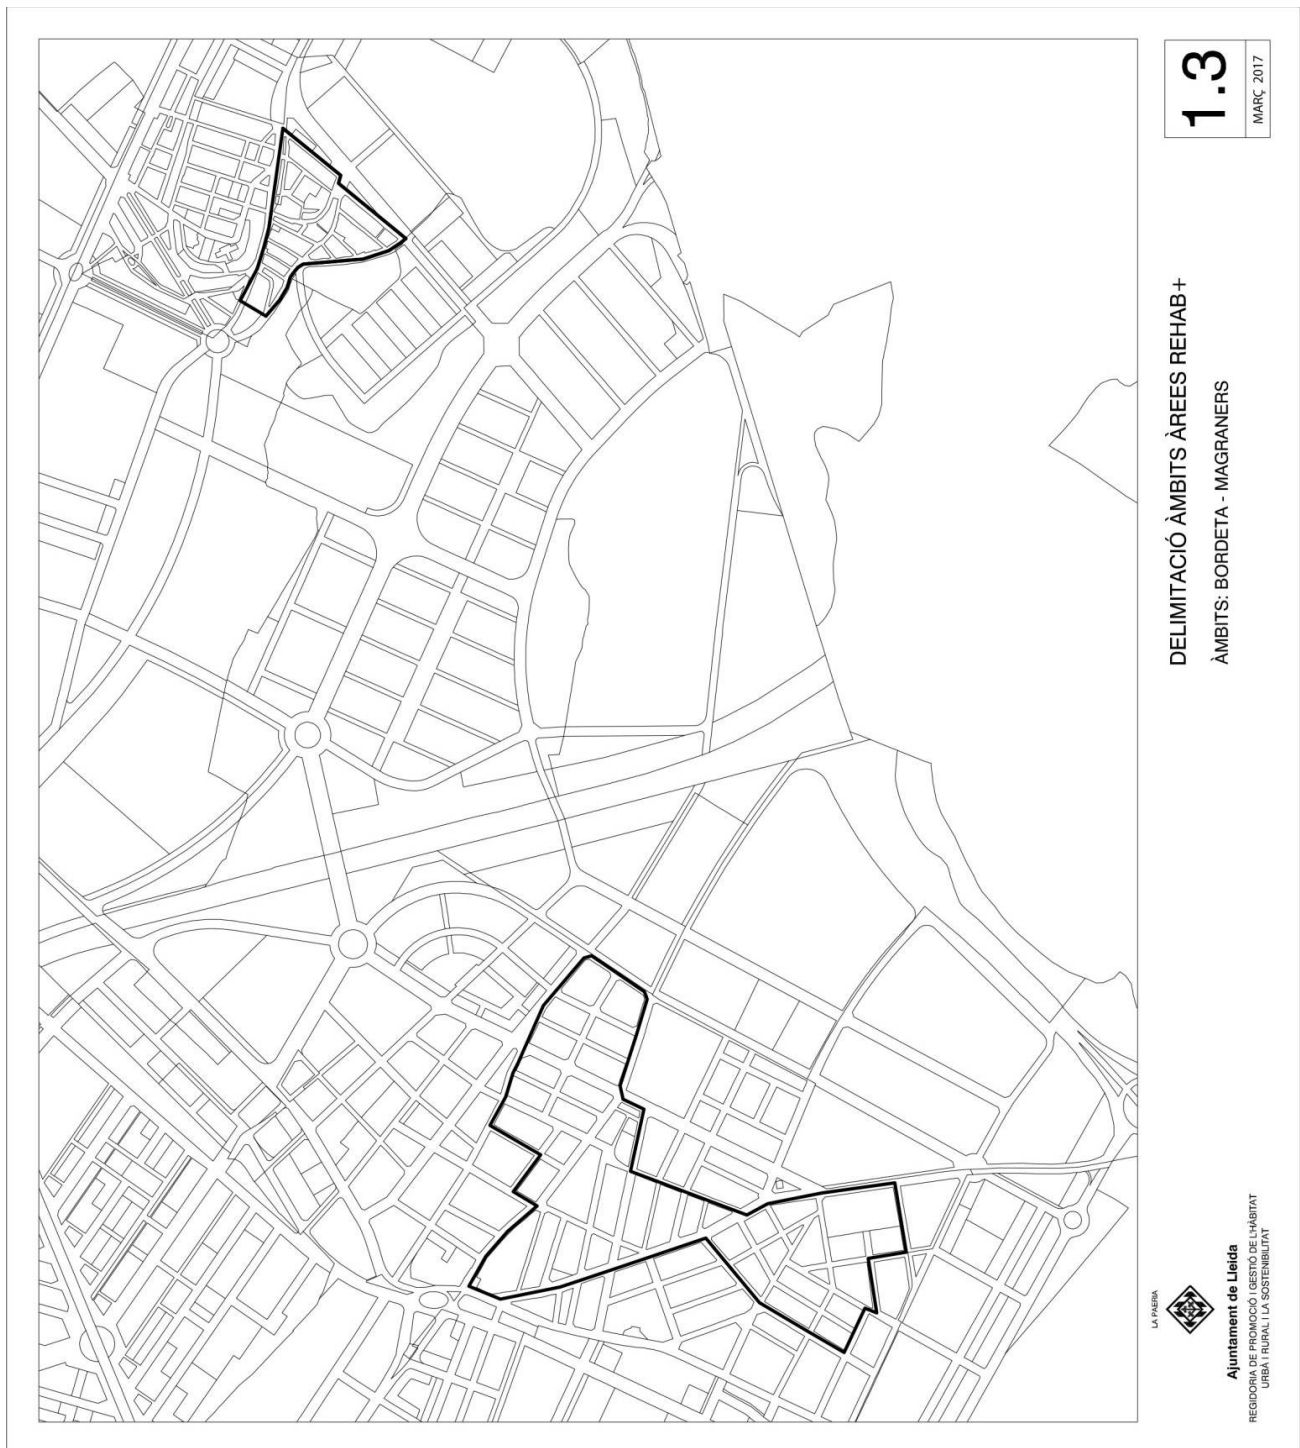 LA PAERIA
Ajuntament de Lleida
REGIDORIA DE PROMOCIÓ I GESTIÓ DE L'HÀBITAT
URBÀ I RURAL I LA SOSTENIBILITAT
DELIMITACIÓ ÀMBITS ÀREES REHAB+
ÀMBITS: BORDETA - MAGRANERS
1.3
MARÇ 2017